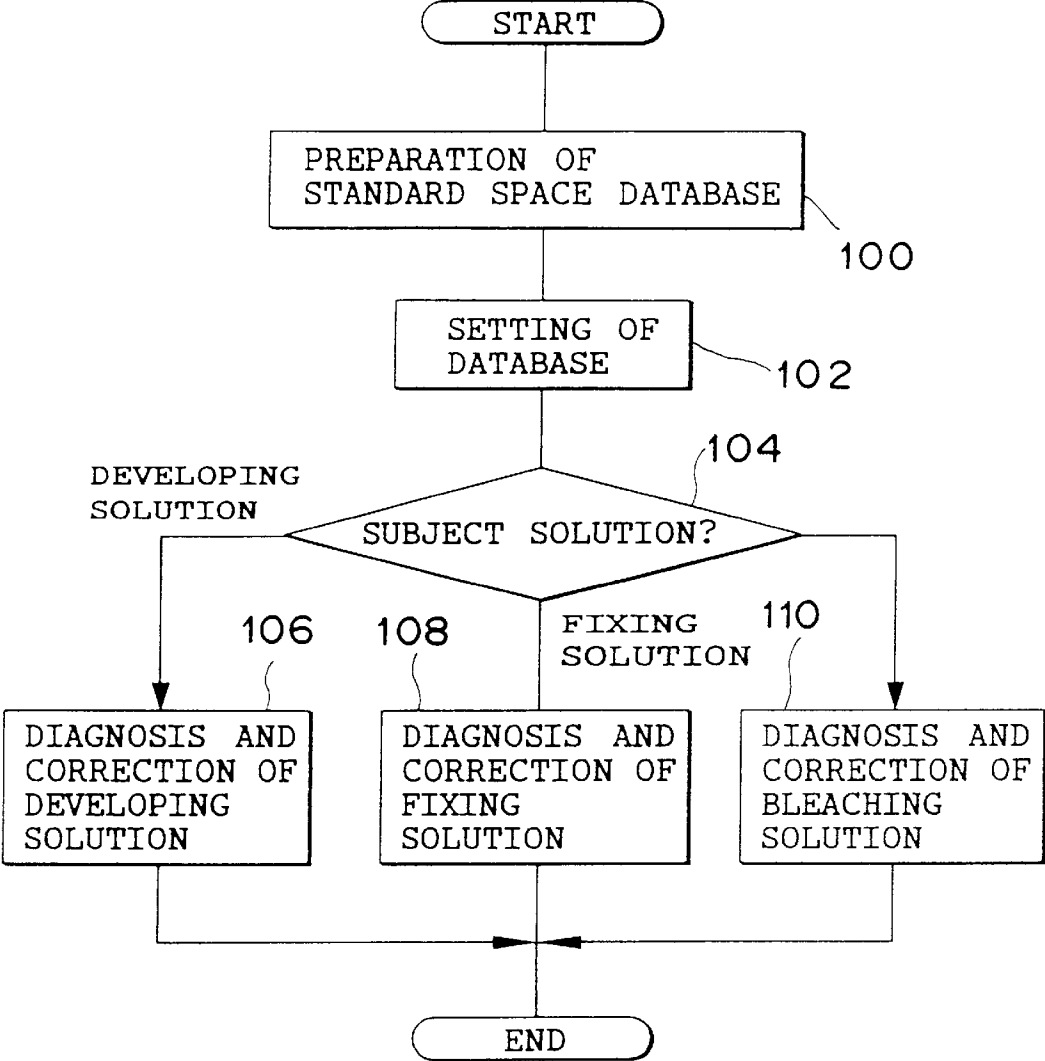 START
PREPARATION OF
STANDARD SPACE DATABASE
100
SETTING OF
DATABASE
102
104
DEVELOPING
SOLUTION
SUBJECT SOLUTION?
FIXING
SOLUTION
106
DIAGNOSIS AND
CORRECTION OF
DEVELOPING
SOLUTION
108
DIAGNOSIS AND
CORRECTION OF
FIXING
SOLUTION
110
DIAGNOSIS AND
CORRECTION OF
BLEACHING
SOLUTION
END